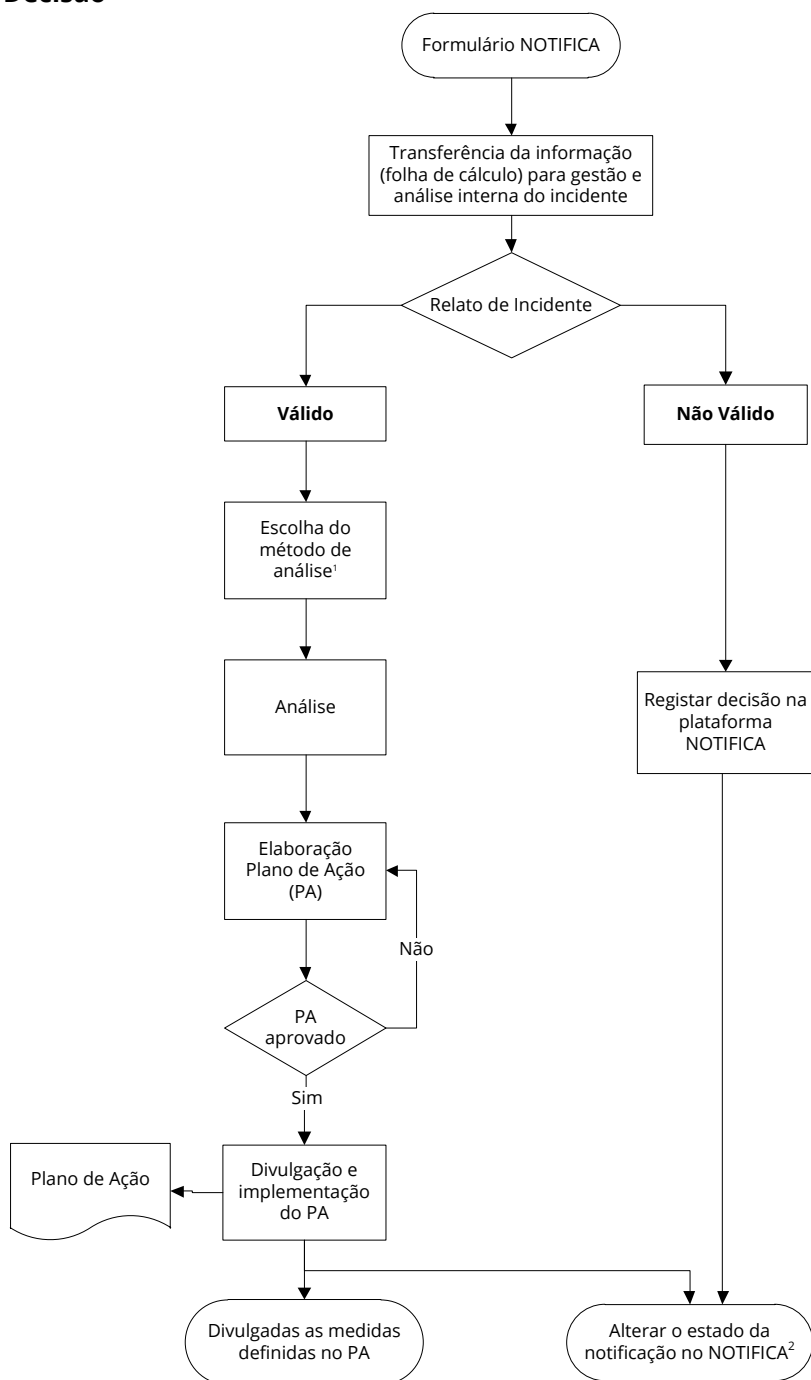 Decisão
Formulário NOTIFICA
Transferência da informação
(folha de cálculo) para gestão e
análise interna do incidente
Relato de Incidente
Válido
Não Válido
Escolha do
método de
análise¹
Análise
Registar decisão na
plataforma
NOTIFICA
Elaboração
Plano de Ação
(PA)
Não
PA
aprovado
Sim
Plano de Ação
Divulgação e
implementação
do PA
Divulgadas as medidas
definidas no PA
Alterar o estado da
notificação no NOTIFICA²